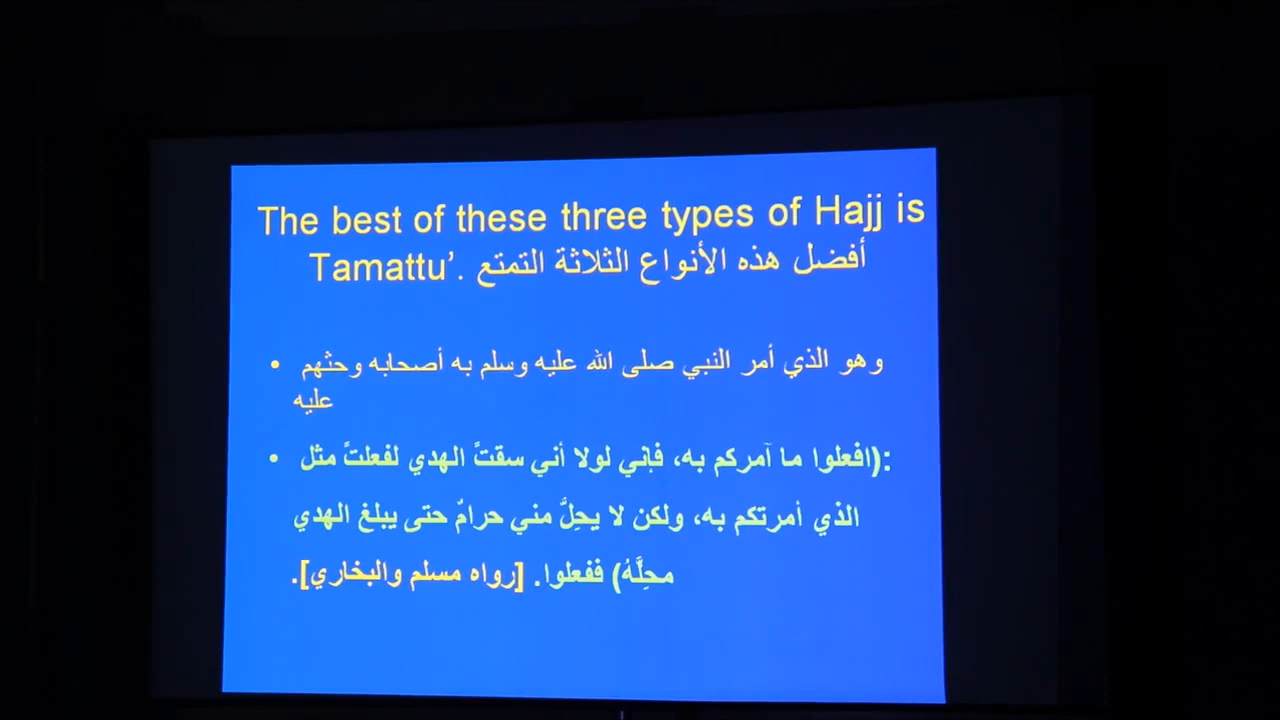 The best of these three types of Hajj is
Tamattu’. أفضل هذه الأنواع الثلاثة التمتع
• وهو الذي أمر النبي صلى الله عليه وسلم به أصحابه وحثهم
عليه
• :(افعلوا ما آمركم به، فإني لولا أني سقتَّ الهدي لفعلتَّ مثل
الذي أمرتكم به، ولكن لا يحِلَّ مني حرامٌ حتى يبلغ الهدي
محِلَّهُ) ففعلوا. [رواه مسلم والبخاري].